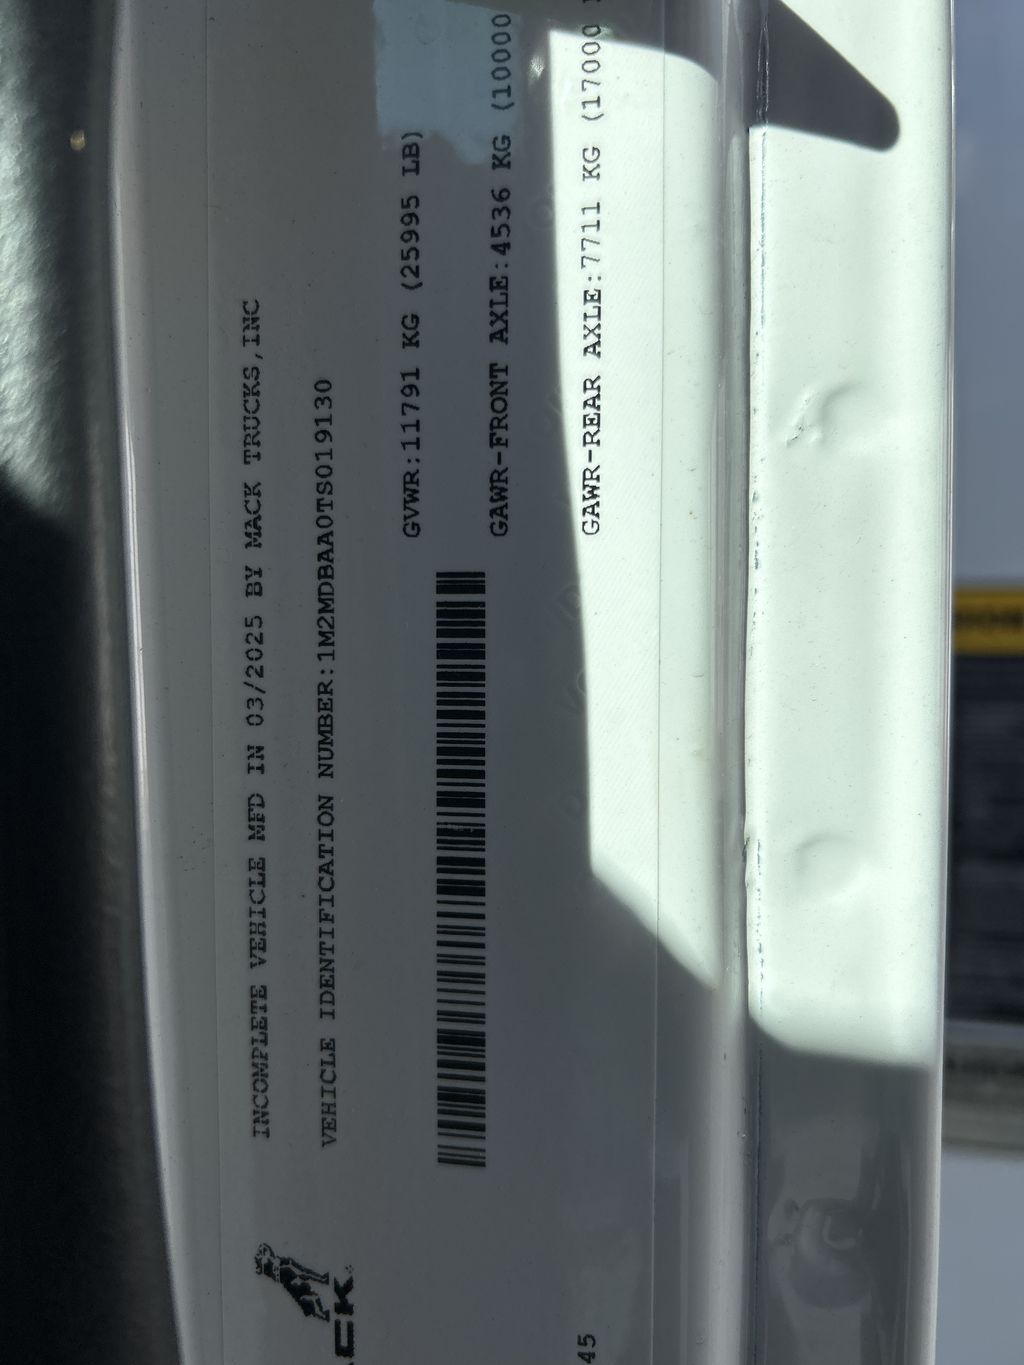 INCOMPLETE VEHICLE MFD IN 03/2025 BY MACK TRUCKS,INC
VEHICLE IDENTIFICATION NUMBER:1M2MDBAA0TS019130
GVWR:11791 KG (25995 LB)
GAWR-FRONT AXLE:4536 KG (10000
GAWR-REAR AXLE:7711 KG (17000
ACK
45